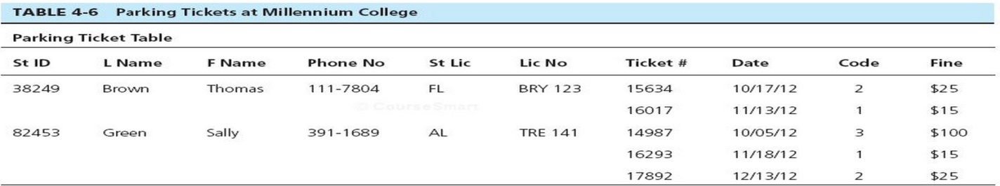 TABLE 4-6 Parking Tickets at Millennium College
Parking Ticket Table
St ID L Name F Name Phone No St Lic Lic No Ticket # Date Code Fine
38249 Brown Thomas 111-7804 FL BRY 123 15634 10/17/12 2 $25
© CourseSmart
16017 11/13/12 1 $15
82453 Green Sally 391-1689 AL TRE 141 14987 10/05/12 3 $100
16293 11/18/12 1 $15
17892 12/13/12 2 $25